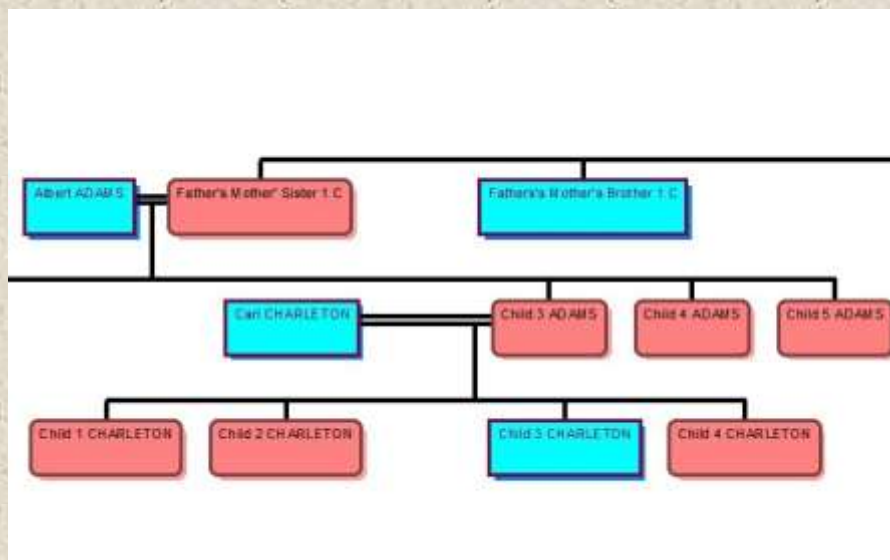 Albert ADAMS
Father's Mother" Sister 1 C
Fathers's Mother's Brother 1 C
Carl CHARLETON
Child 3 ADAMS
Child 4 ADAMS
Child 5 ADAMS
Child 1 CHARLETON
Child 2 CHARLETON
Child 3 CHARLETON
Child 4 CHARLETON